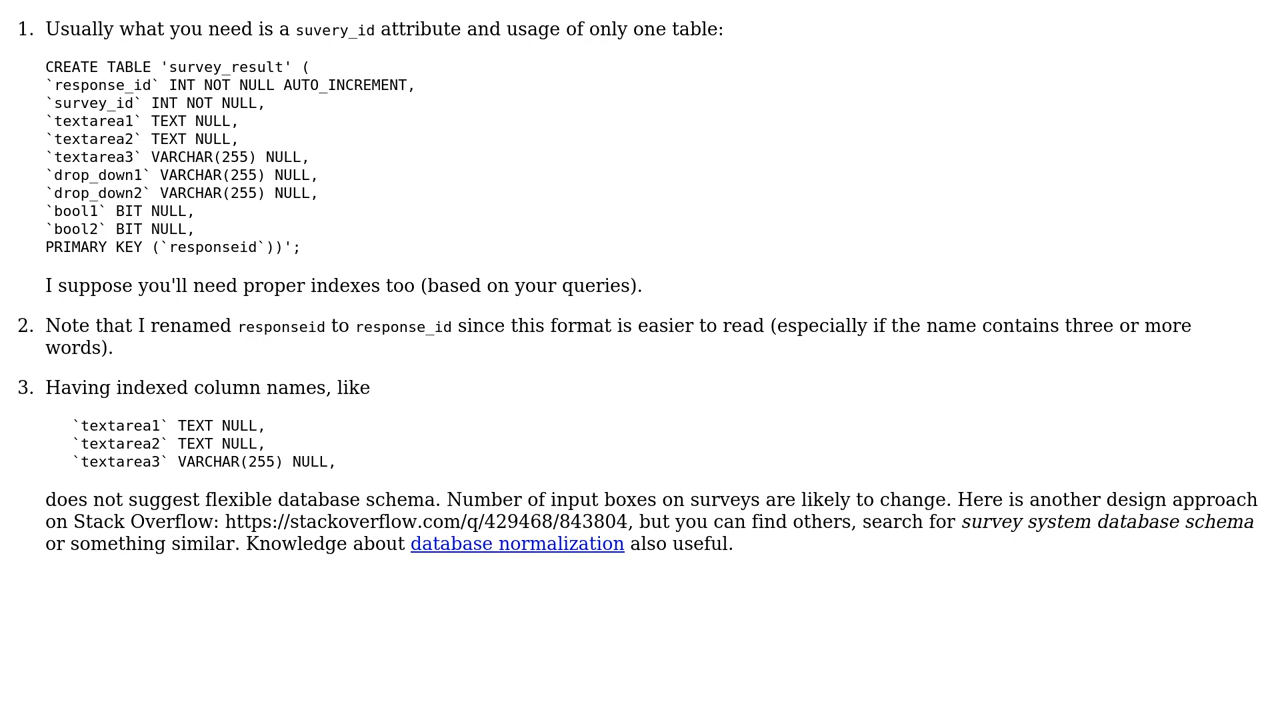 1. Usually what you need is a suvery_id attribute and usage of only one table:
CREATE TABLE 'survey_result' (
`response_id` INT NOT NULL AUTO_INCREMENT,
`survey_id` INT NOT NULL,
`textarea1` TEXT NULL,
`textarea2` TEXT NULL,
`textarea3` VARCHAR(255) NULL,
`drop_down1` VARCHAR(255) NULL,
`drop_down2` VARCHAR(255) NULL,
`bool1` BIT NULL,
`bool2` BIT NULL,
PRIMARY KEY (`responseid`))';
I suppose you'll need proper indexes too (based on your queries).
2. Note that I renamed responseid to response_id since this format is easier to read (especially if the name contains three or more
words).
3. Having indexed column names, like
`textarea1` TEXT NULL,
`textarea2` TEXT NULL,
`textarea3` VARCHAR(255) NULL,
does not suggest flexible database schema. Number of input boxes on surveys are likely to change. Here is another design approach
on Stack Overflow: https://stackoverflow.com/q/429468/843804, but you can find others, search for survey system database schema
or something similar. Knowledge about database normalization also useful.